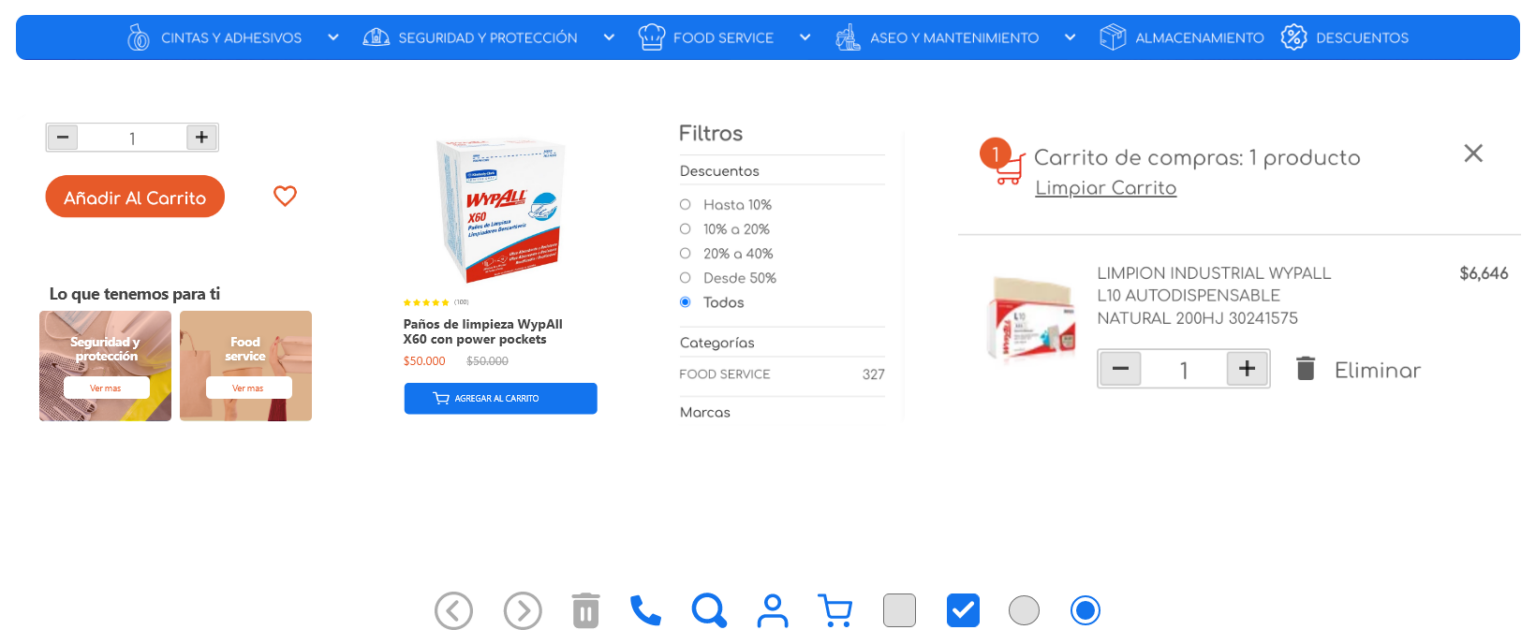 CINTAS Y ADHESIVOS
SEGURIDAD Y PROTECCIÓN
FOOD SERVICE
ASEO Y MANTENIMIENTO
ALMACENAMIENTO
DESCUENTOS
1
Añadir Al Carrito
Lo que tenemos para ti
Seguridad y
protección
Ver mas
Food
service
Ver mas
WYPALL
X60
Paños de Limpieza
(100)
Paños de limpieza WypAll
X60 con power pockets
$50.000 $50.000
AGREGAR AL CARRITO
Filtros
Descuentos
Hasta 10%
10% a 20%
20% a 40%
Desde 50%
Todos
Categorías
FOOD SERVICE 327
Marcas
1
Carrito de compras: 1 producto
Limpiar Carrito
L10
LIMPION INDUSTRIAL WYPALL
L10 AUTODISPENSABLE
NATURAL 200HJ 30241575
$6,646
1
Eliminar